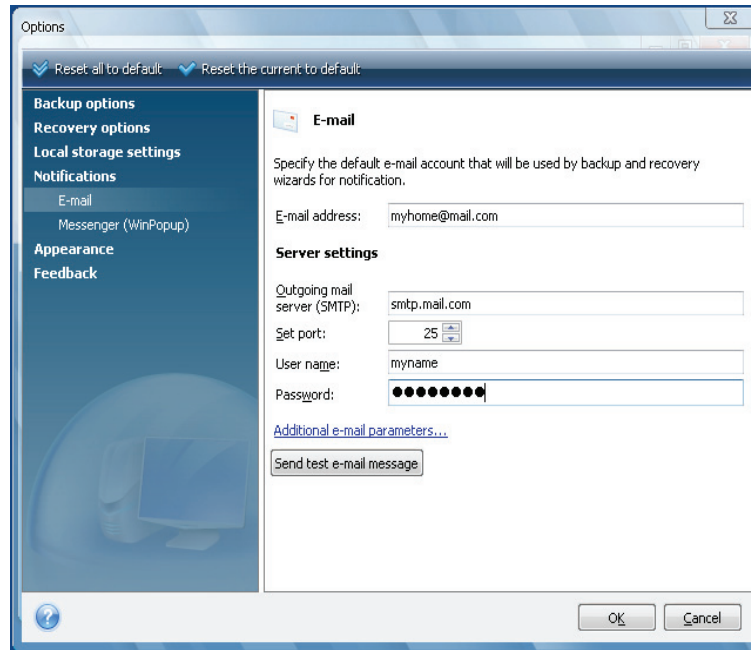 Options
Reset all to default Reset the current to default
Backup options
Recovery options
Local storage settings
Notifications
E-mail
Messenger (WinPopup)
Appearance
Feedback
E-mail
Specify the default e-mail account that will be used by backup and recovery
wizards for notification.
E-mail address: myhome@mail.com
Server settings
Outgoing mail
server (SMTP): smtp.mail.com
Set port: 25
User name: myname
Password: ●●●●●●●●
Additional e-mail parameters...
Send test e-mail message
OK Cancel